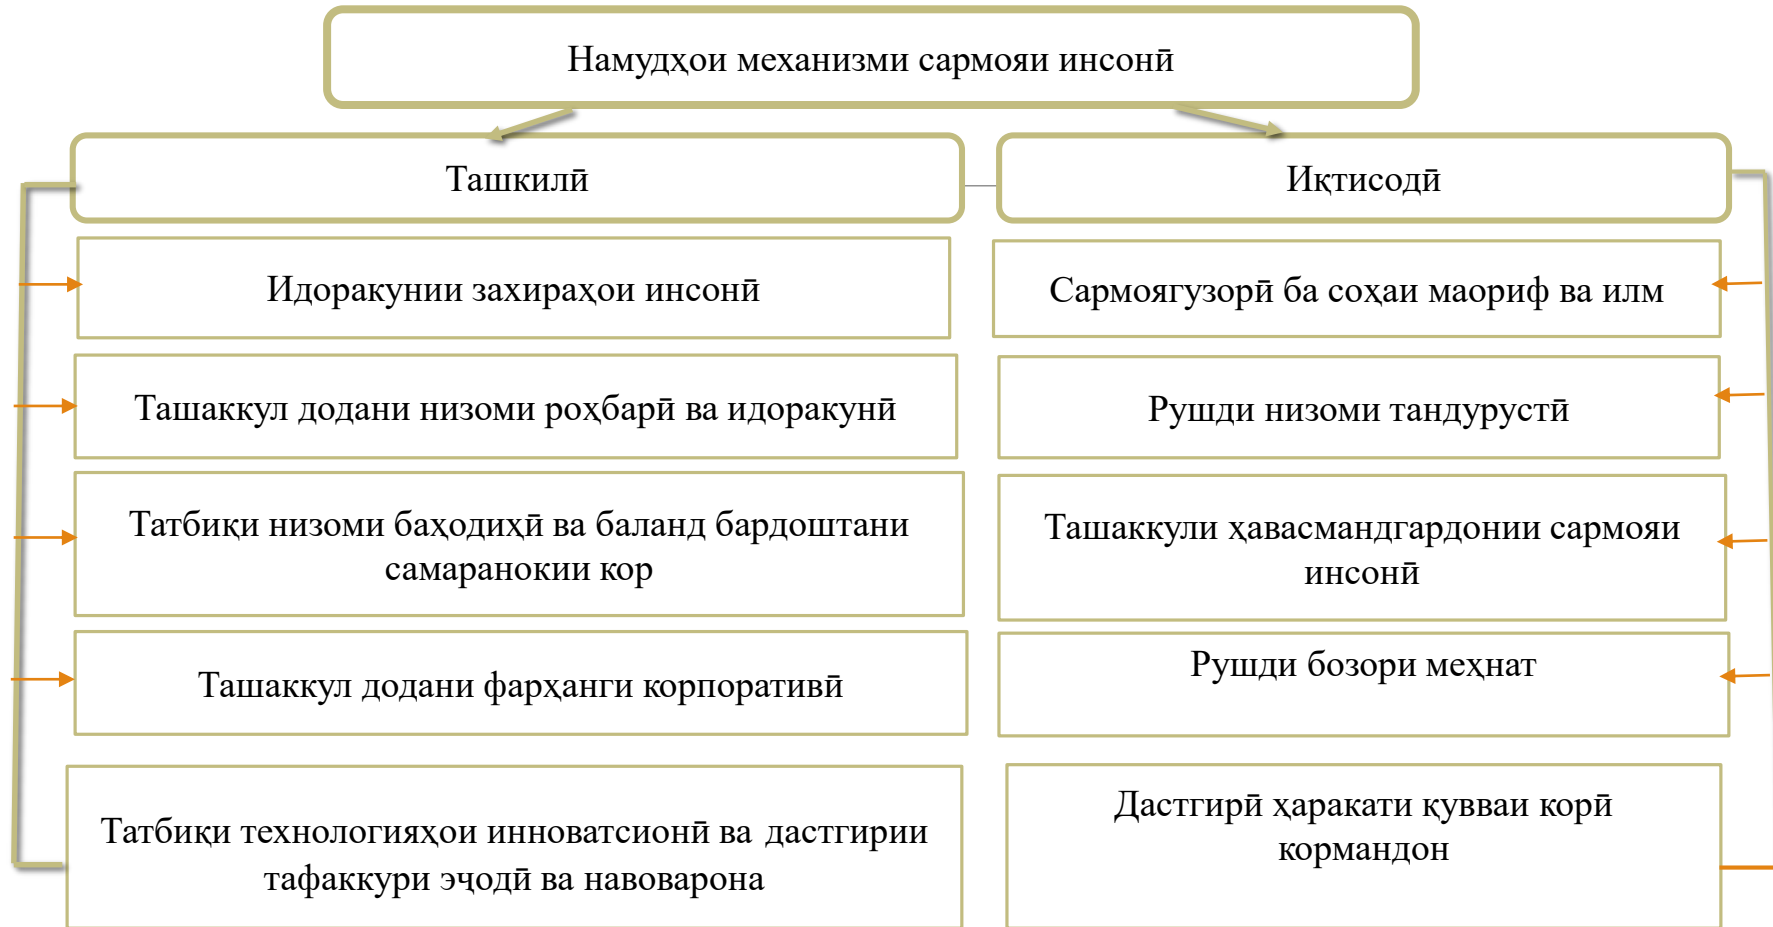 Намудҳои механизми сармояи инсонӣ
Ташкилӣ
Иқтисодӣ
Идоракунии захираҳои инсонӣ
Сармоягузорӣ ба соҳаи маориф ва илм
Ташаккул додани низоми роҳбарӣ ва идоракунӣ
Рушди низоми тандурустӣ
Татбиқи низоми баҳодиҳӣ ва баланд бардоштани
самаранокии кор
Ташаккули ҳавасмандгардонии сармояи
инсонӣ
Ташаккул додани фарҳанги корпоративӣ
Рушди бозори меҳнат
Татбиқи технологияҳои инноватсионӣ ва дастгирии
тафаккури эҷодӣ ва навоварона
Дастгирӣ ҳаракати қувваи корӣ
кормандон